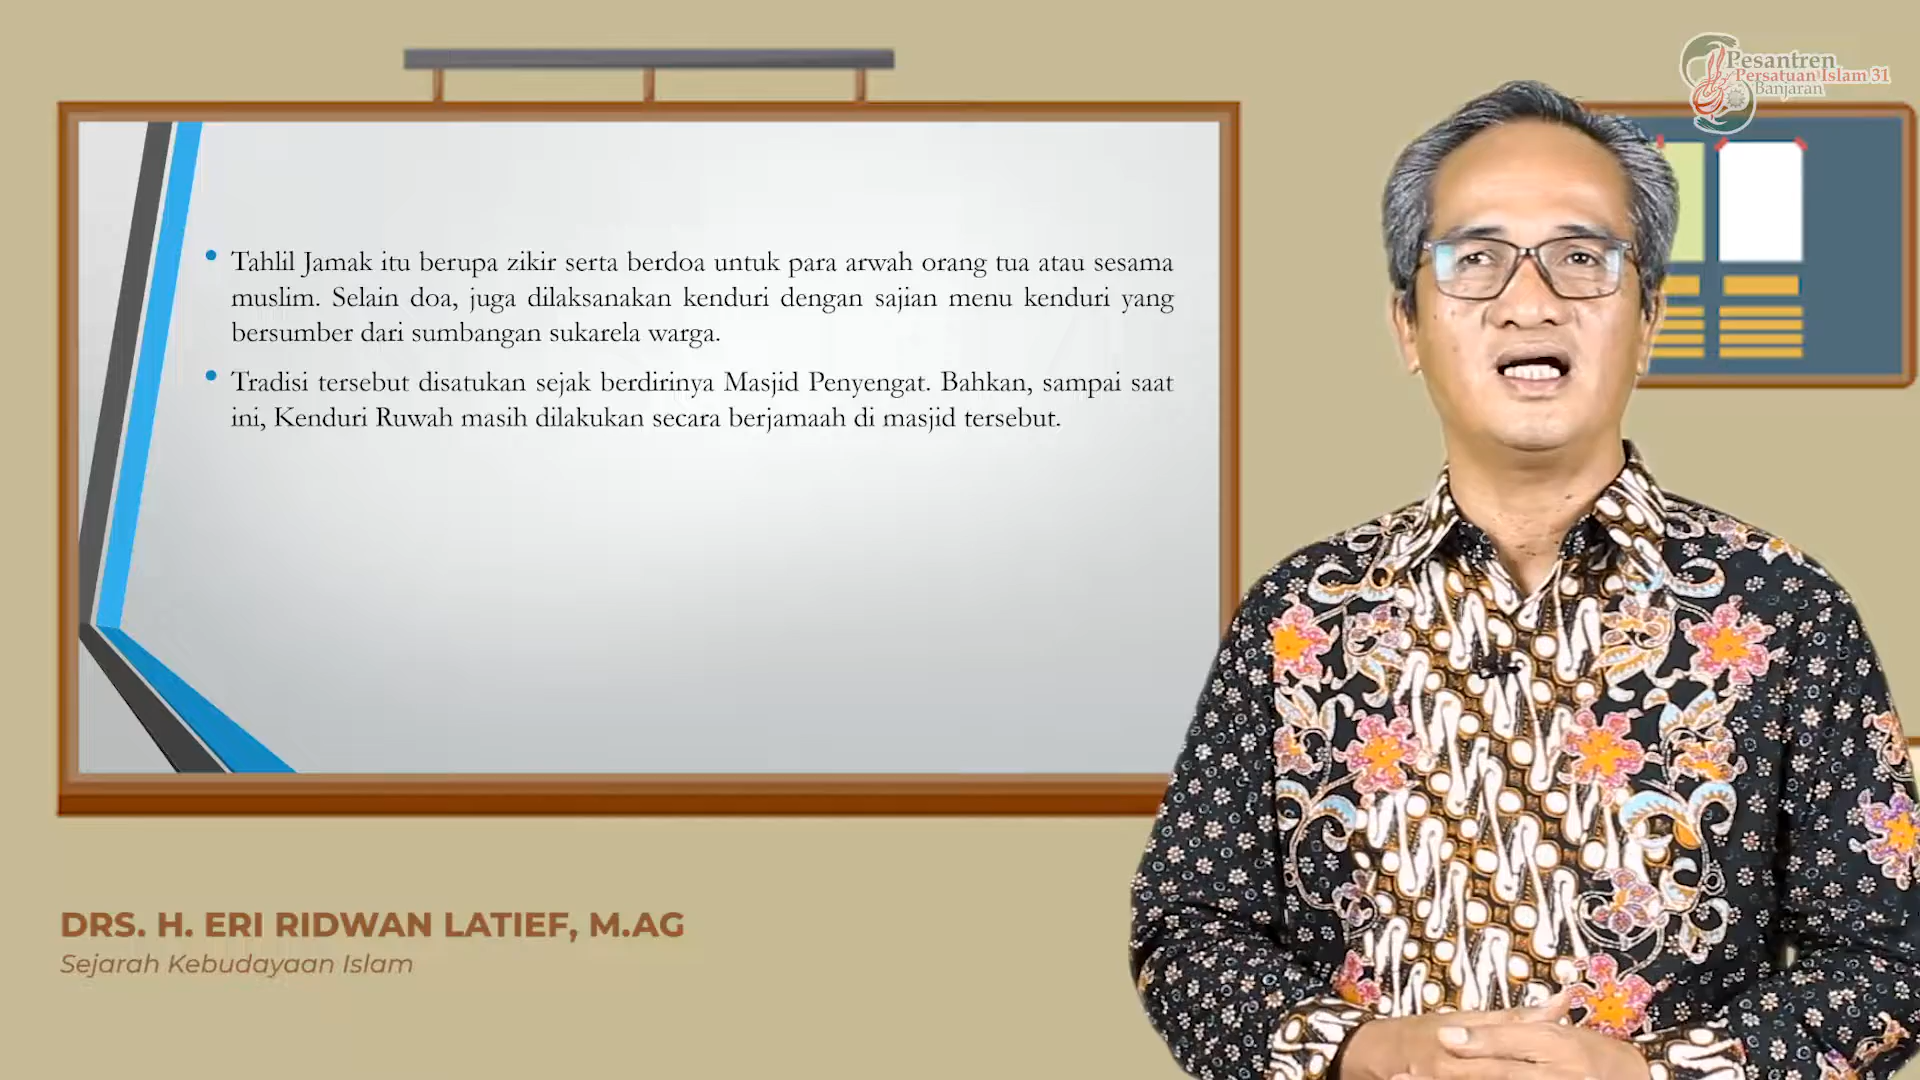 Pesantren
Persatuan Islam 31
Banjaran
• Tahlil Jamak itu berupa zikir serta berdoa untuk para arwah orang tua atau sesama
muslim. Selain doa, juga dilaksanakan kenduri dengan sajian menu kenduri yang
bersumber dari sumbangan sukarela warga.
• Tradisi tersebut disatukan sejak berdirinya Masjid Penyengat. Bahkan, sampai saat
ini, Kenduri Ruwah masih dilakukan secara berjamaah di masjid tersebut.
DRS. H. ERI RIDWAN LATIEF, M.AG
Sejarah Kebudayaan Islam